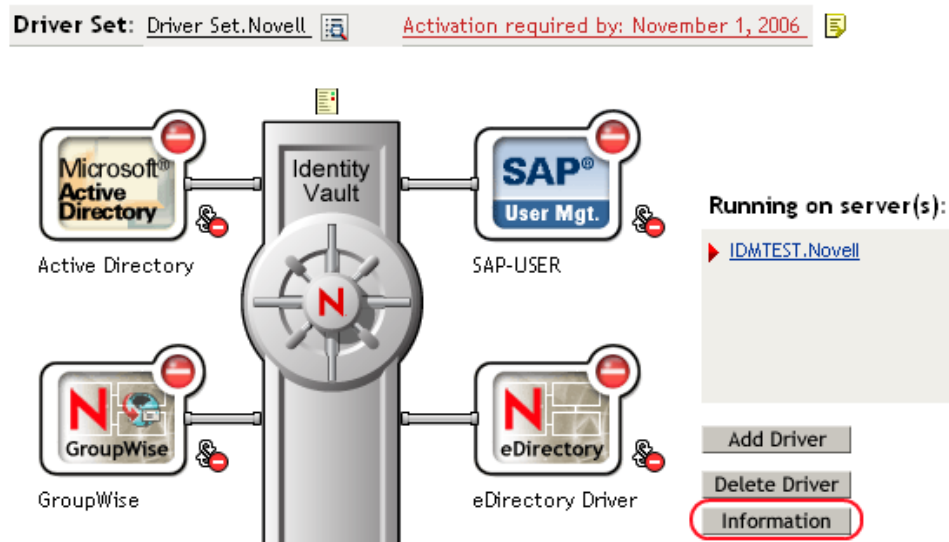 Driver Set: Driver Set.Novell Activation required by: November 1, 2006
Identity
Vault
Microsoft®
Active
Directory
Active Directory
SAP®
User Mgt.
SAP-USER
Running on server(s):
IDMTEST.Novell
N
N
GroupWise
GroupWise
N
eDirectory
eDirectory Driver
Add Driver
Delete Driver
Information